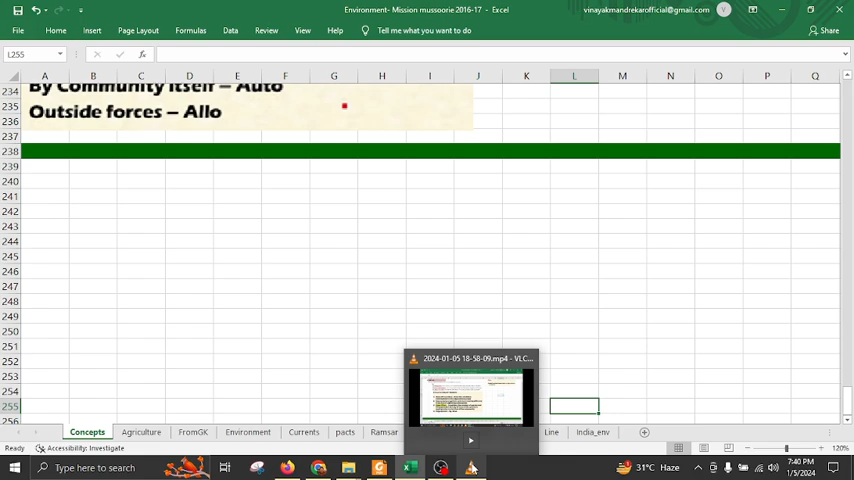 Environment- Mission mussoorie 2016-17 - Excel
vinayakmandrekarofficial@gmail.com V
File Home Insert Page Layout Formulas Data Review View Help Tell me what you want to do Share
L255 fx
A B C D E F G H I J K L M N O P Q
234 By Community itself – Auto
235
Outside forces – Allo
236
237
238
239
240
241
242
243
244
245
246
247
248
249
250
251
252
253
254
255
256
2024-01-05 18-58-09.mp4 - VLC...
Concepts Agriculture FromGK Environment Currents pacts Ramsar Line India_env
Ready Accessibility: Investigate 120%
Type here to search 31°C Haze 7:40 PM
1/5/2024